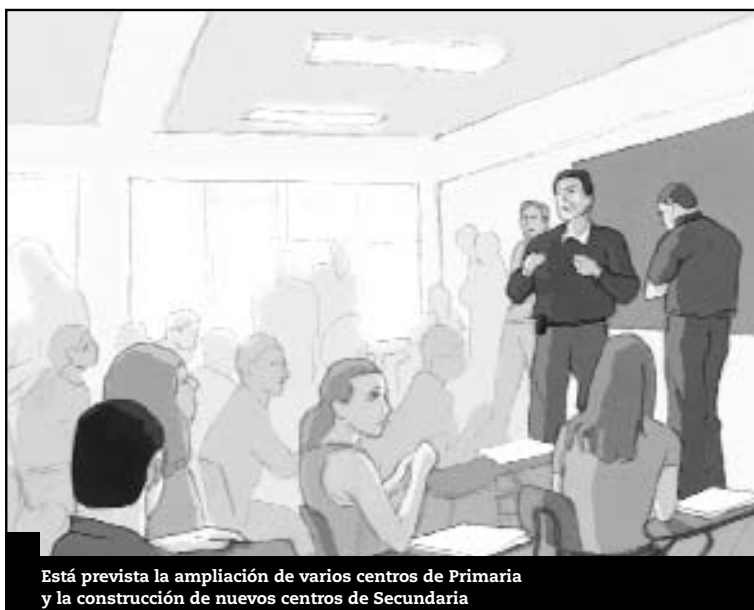 Está prevista la ampliación de varios centros de Primaria
y la construcción de nuevos centros de Secundaria